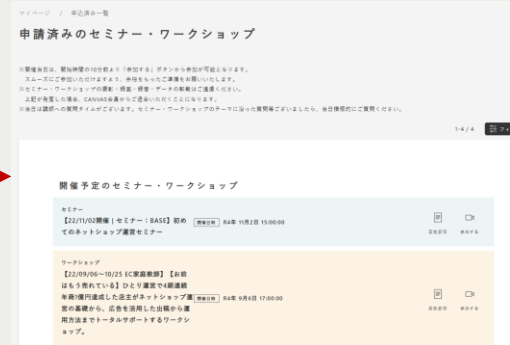 マイページ / 申込済み一覧
申請済みのセミナー・ワークショップ
※開催当日は、開始時間の10分前より「参加する」ボタンから参加が可能となります。
スムーズにご参加いただけますよう、余裕をもったご準備をお願いいたします。
※セミナー・ワークショップの撮影・録画・録音・データの転載はご遠慮ください。
上記が発覚した場合、CANVAS会員からご退会いただくことになります。
※当日は講師への質問タイムがございます。セミナー・ワークショップのテーマに沿った質問等ございましたら、当日積極的にご質問ください。
1-4 / 4
フィ
開催予定のセミナー・ワークショップ
セミナー
【22/11/02開催 | セミナー:BASE】初め
てのネットショップ運営セミナー
開催日時 R4年 11月2日 15:00:00
参加する
ワークショップ
【22/09/06～10/25 EC家庭教師】【お前
はもう売れている】ひとり運営で4期連続
年商1億円達成した店主がネットショップ運
営の基礎から、広告を活用した出稿から運
用方法までトータルサポートするワークシ
ョップ。
開催日時 R4年 9月6日 17:00:00
参加する